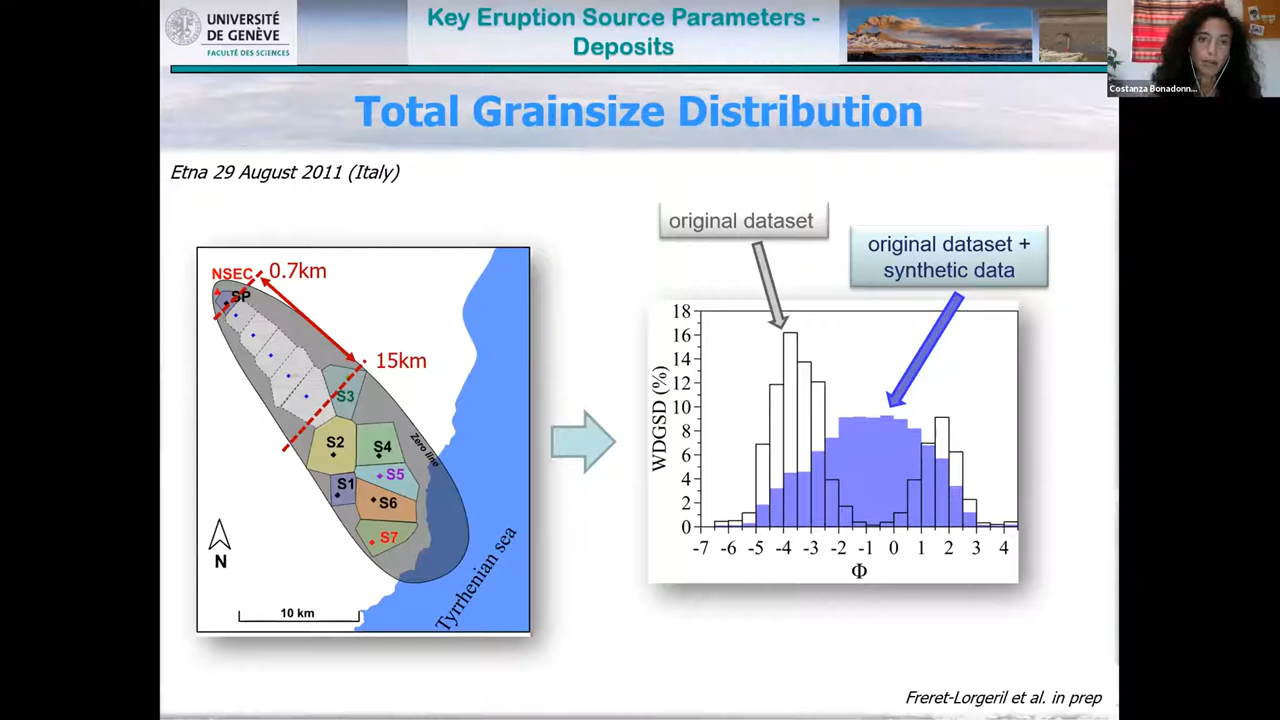 UNIVERSITÉ
DE GENÈVE
FACULTÉ DES SCIENCES
Key Eruption Source Parameters -
Deposits
Costanza Bonadonn...
Total Grainsize Distribution
Etna 29 August 2011 (Italy)
NSEC
0.7km
SP
15km
S3
S2
S4
Zero line
S5
S1
S6
S7
N
10 km
Tyrrhenian sea
original dataset
original dataset +
synthetic data
WDGSD (%)
18
16
14
12
10
8
6
4
2
0
-7 -6 -5 -4 -3 -2 -1 0 1 2 3 4
Φ
Freret-Lorgeril et al. in prep